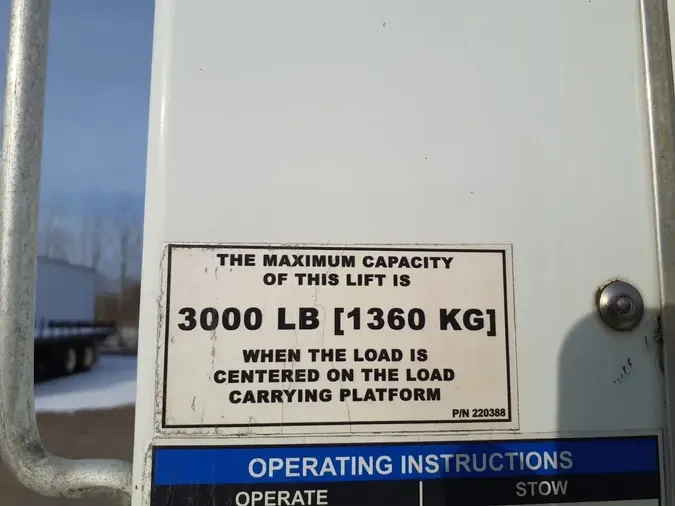 THE MAXIMUM CAPACITY
OF THIS LIFT IS
3000 LB [1360 KG]
WHEN THE LOAD IS
CENTERED ON THE LOAD
CARRYING PLATFORM
P/N 220388
OPERATING INSTRUCTIONS
OPERATE
STOW